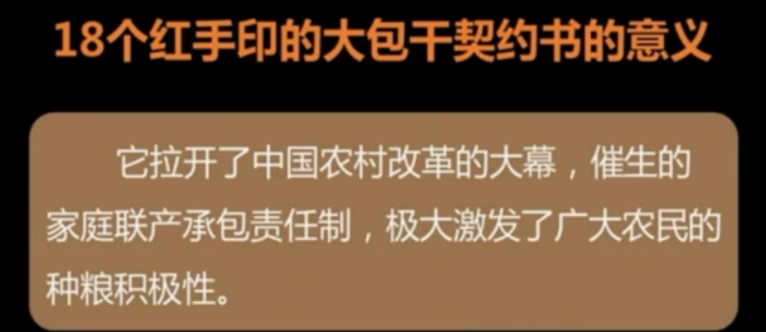 18个红手印的大包干契约书的意义
它拉开了中国农村改革的大幕，催生的
家庭联产承包责任制，极大激发了广大农民的
种粮积极性。